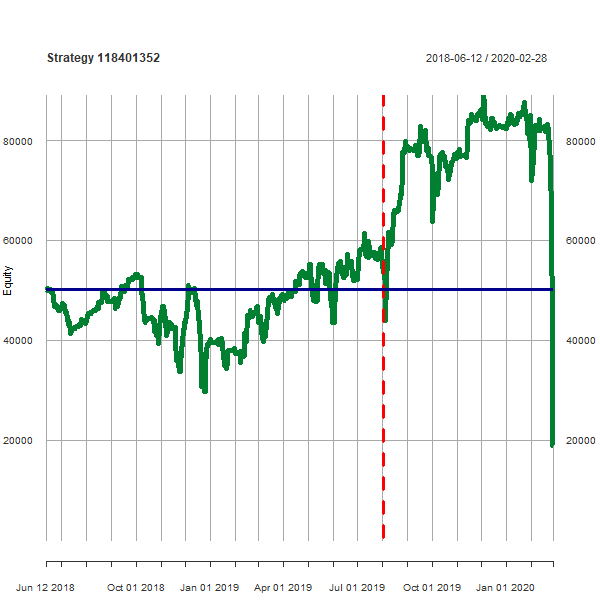 Strategy 118401352
2018-06-12 / 2020-02-28
80000
80000
60000
60000
Equity
40000
40000
20000
20000
Jun 12 2018
Oct 01 2018
Jan 01 2019
Apr 01 2019
Jul 01 2019
Oct 01 2019
Jan 01 2020